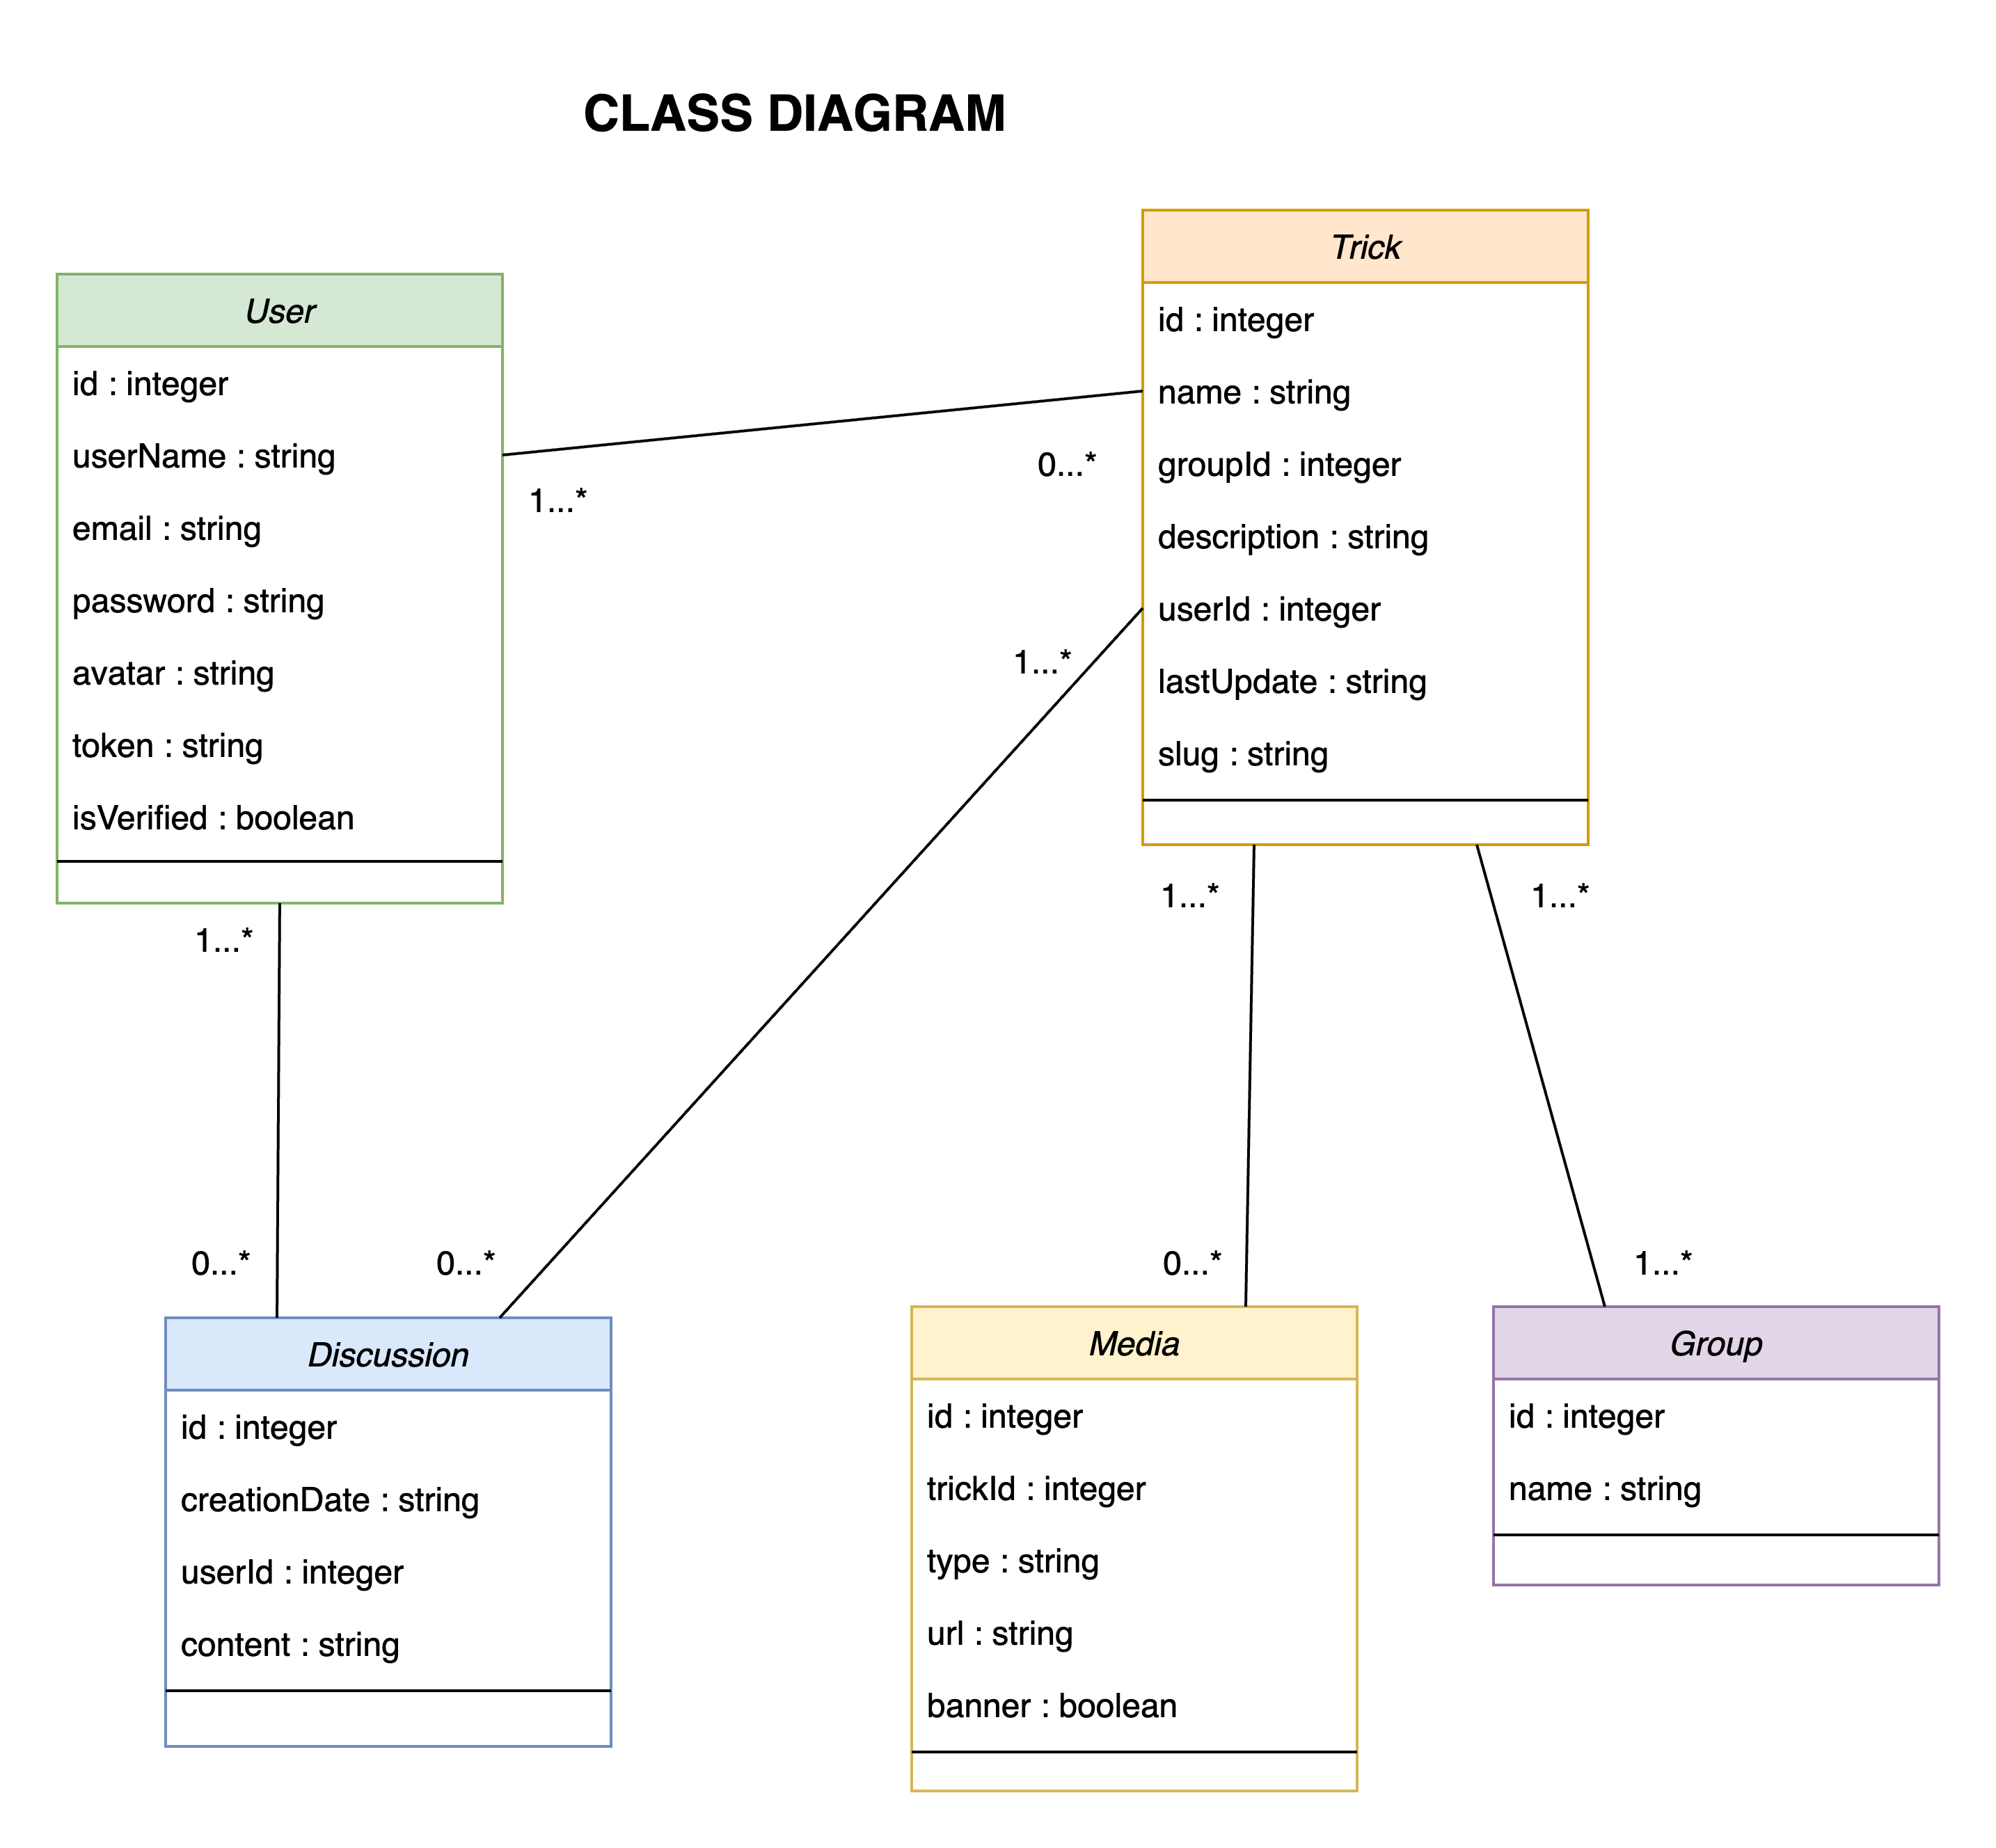 CLASS DIAGRAM
User
id : integer
userName : string
email : string
password : string
avatar : string
token : string
isVerified : boolean
Trick
id : integer
name : string
groupId : integer
description : string
userId : integer
lastUpdate : string
slug : string
1...*
0...*
1...*
1...*
1...*
1...*
0...*
0...*
0...*
1...*
Discussion
id : integer
creationDate : string
userId : integer
content : string
Media
id : integer
trickId : integer
type : string
url : string
banner : boolean
Group
id : integer
name : string